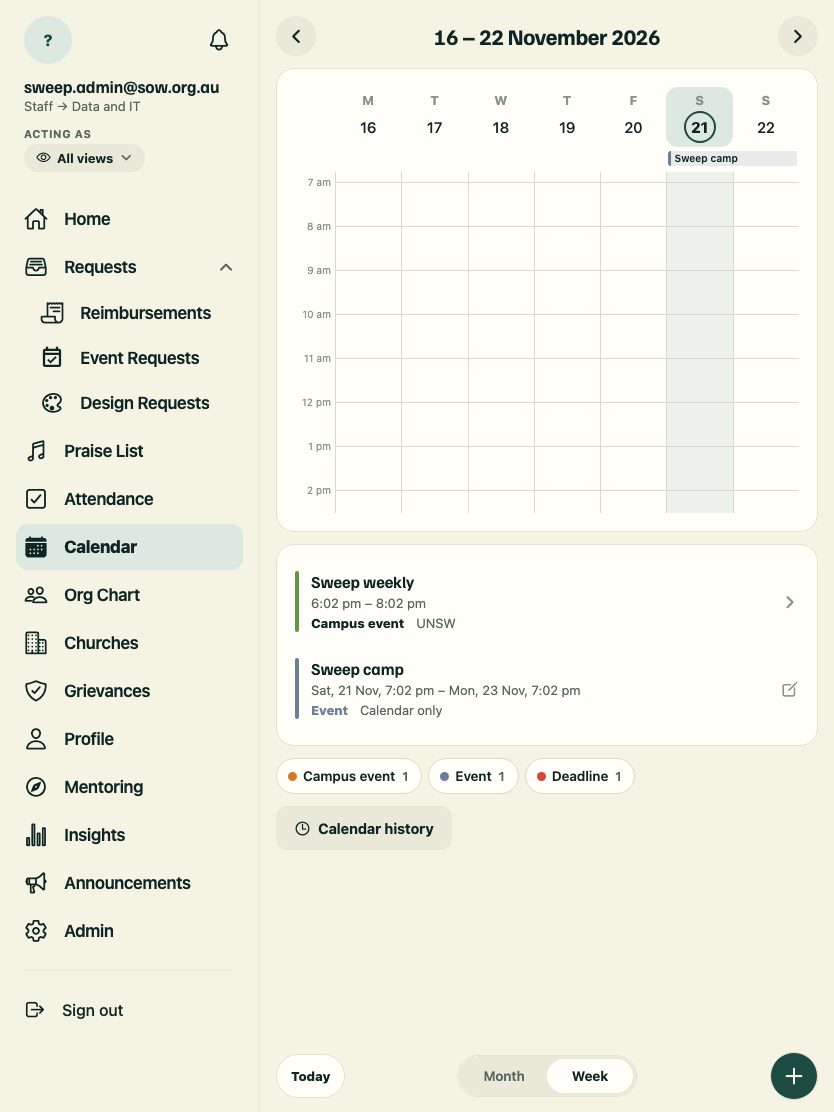 ?
sweep.admin@sow.org.au
Staff → Data and IT
ACTING AS
All views
Home
Requests
Reimbursements
Event Requests
Design Requests
Praise List
Attendance
Calendar
Org Chart
Churches
Grievances
Profile
Mentoring
Insights
Announcements
Admin
Sign out
16 – 22 November 2026
M T W T F S S
16 17 18 19 20 21 22
Sweep camp
7 am
8 am
9 am
10 am
11 am
12 pm
1 pm
2 pm
Sweep weekly
6:02 pm – 8:02 pm
Campus event UNSW
Sweep camp
Sat, 21 Nov, 7:02 pm – Mon, 23 Nov, 7:02 pm
Event Calendar only
Campus event 1 Event 1 Deadline 1
Calendar history
Today Month Week